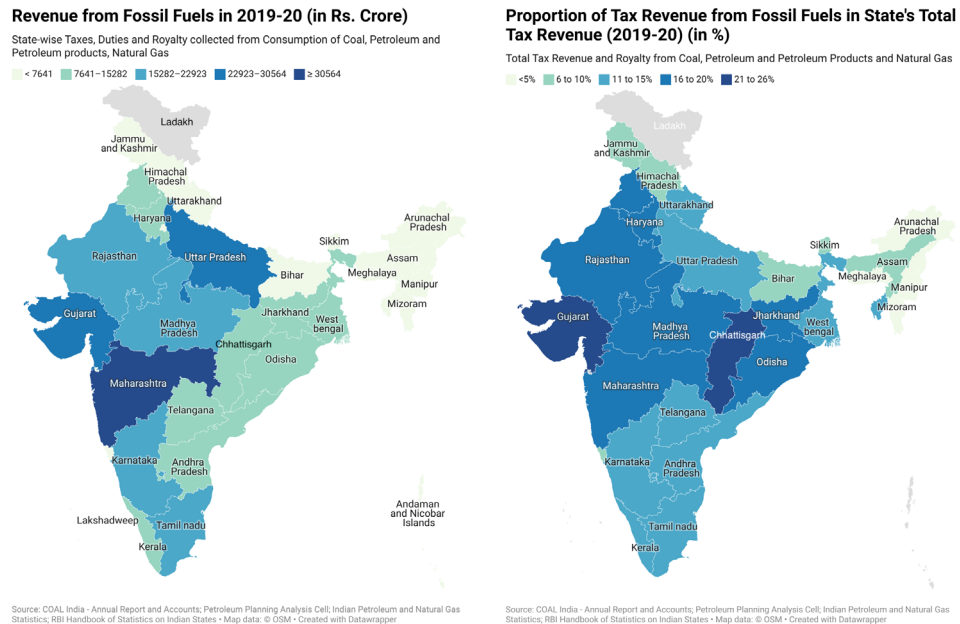 Revenue from Fossil Fuels in 2019-20 (in Rs. Crore)
State-wise Taxes, Duties and Royalty collected from Consumption of Coal, Petroleum and
Petroleum products, Natural Gas
< 7641 7641–15282 15282–22923 22923–30564 ≥ 30564
Ladakh
Jammu
and Kashmir
Himachal
Pradesh
Uttarakhand
Haryana
Arunachal
Pradesh
Sikkim
Rajasthan
Uttar Pradesh
Assam
Bihar
Meghalaya
Manipur
Mizoram
Gujarat
Jharkhand
Madhya
Pradesh
West
bengal
Chhattisgarh
Odisha
Maharashtra
Telangana
Karnataka
Andhra
Pradesh
Andaman
and Nicobar
Islands
Lakshadweep
Tamil nadu
Kerala
Source: COAL India - Annual Report and Accounts; Petroleum Planning Analysis Cell; Indian Petroleum and Natural Gas
Statistics; RBI Handbook of Statistics on Indian States • Map data: © OSM • Created with Datawrapper
Proportion of Tax Revenue from Fossil Fuels in State's Total
Tax Revenue (2019-20) (in %)
Total Tax Revenue and Royalty from Coal, Petroleum and Petroleum Products and Natural Gas
<5% 6 to 10% 11 to 15% 16 to 20% 21 to 26%
Ladakh
Jammu
and Kashmir
Himachal
Pradesh
Uttarakhand
Haryana
Arunachal
Pradesh
Sikkim
Rajasthan
Uttar Pradesh
Assam
Bihar
Meghalaya
Manipur
Mizoram
Gujarat
Jharkhand
Madhya
Pradesh
West
bengal
Chhattisgarh
Odisha
Maharashtra
Telangana
Karnataka
Andhra
Pradesh
Tamil nadu
Kerala
Source: COAL India - Annual Report and Accounts; Petroleum Planning Analysis Cell; Indian Petroleum and Natural Gas
Statistics; RBI Handbook of Statistics on Indian States • Map data: © OSM • Created with Datawrapper